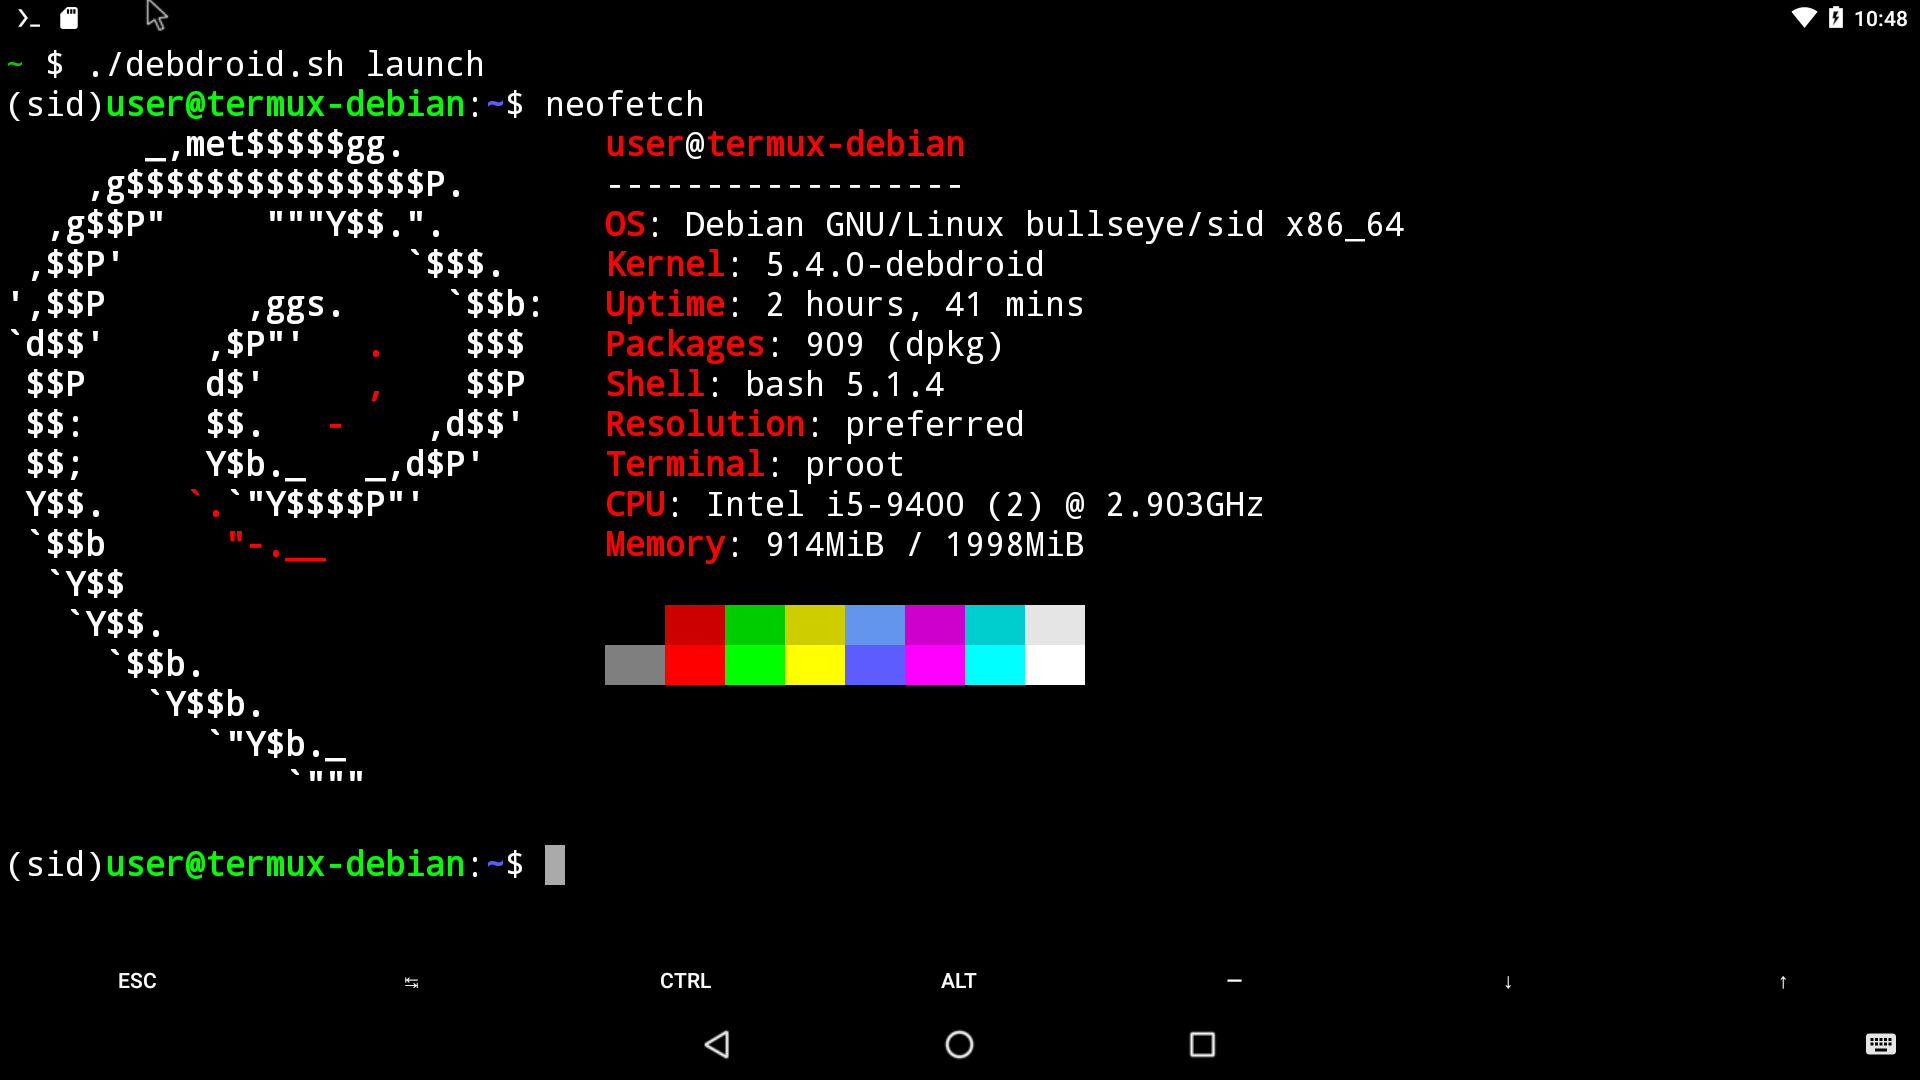 10:48
~ $ ./debdroid.sh launch
(sid)user@termux-debian:~$ neofetch
       _,met$$$$$gg.          user@termux-debian
    ,g$$$$$$$$$$$$$$$P.       ------------------
  ,g$$P"     """Y$$.".        OS: Debian GNU/Linux bullseye/sid x86_64
 ,$$P'              `$$$.     Kernel: 5.4.0-debdroid
',$$P       ,ggs.     `$$b:   Uptime: 2 hours, 41 mins
`d$$'     ,$P"'   .    $$$    Packages: 909 (dpkg)
 $$P      d$'     ,    $$P    Shell: bash 5.1.4
 $$:      $$.   -    ,d$$'    Resolution: preferred
 $$;      Y$b._   _,d$P'      Terminal: proot
 Y$$.    `.`"Y$$$$P"'         CPU: Intel i5-9400 (2) @ 2.903GHz
 `$$b      "-.__              Memory: 914MiB / 1998MiB
  `Y$$
   `Y$$.
     `$$b.
       `Y$$b.
          `"Y$b._
              `"""
(sid)user@termux-debian:~$
ESC ↹ CTRL ALT — ↓ ↑